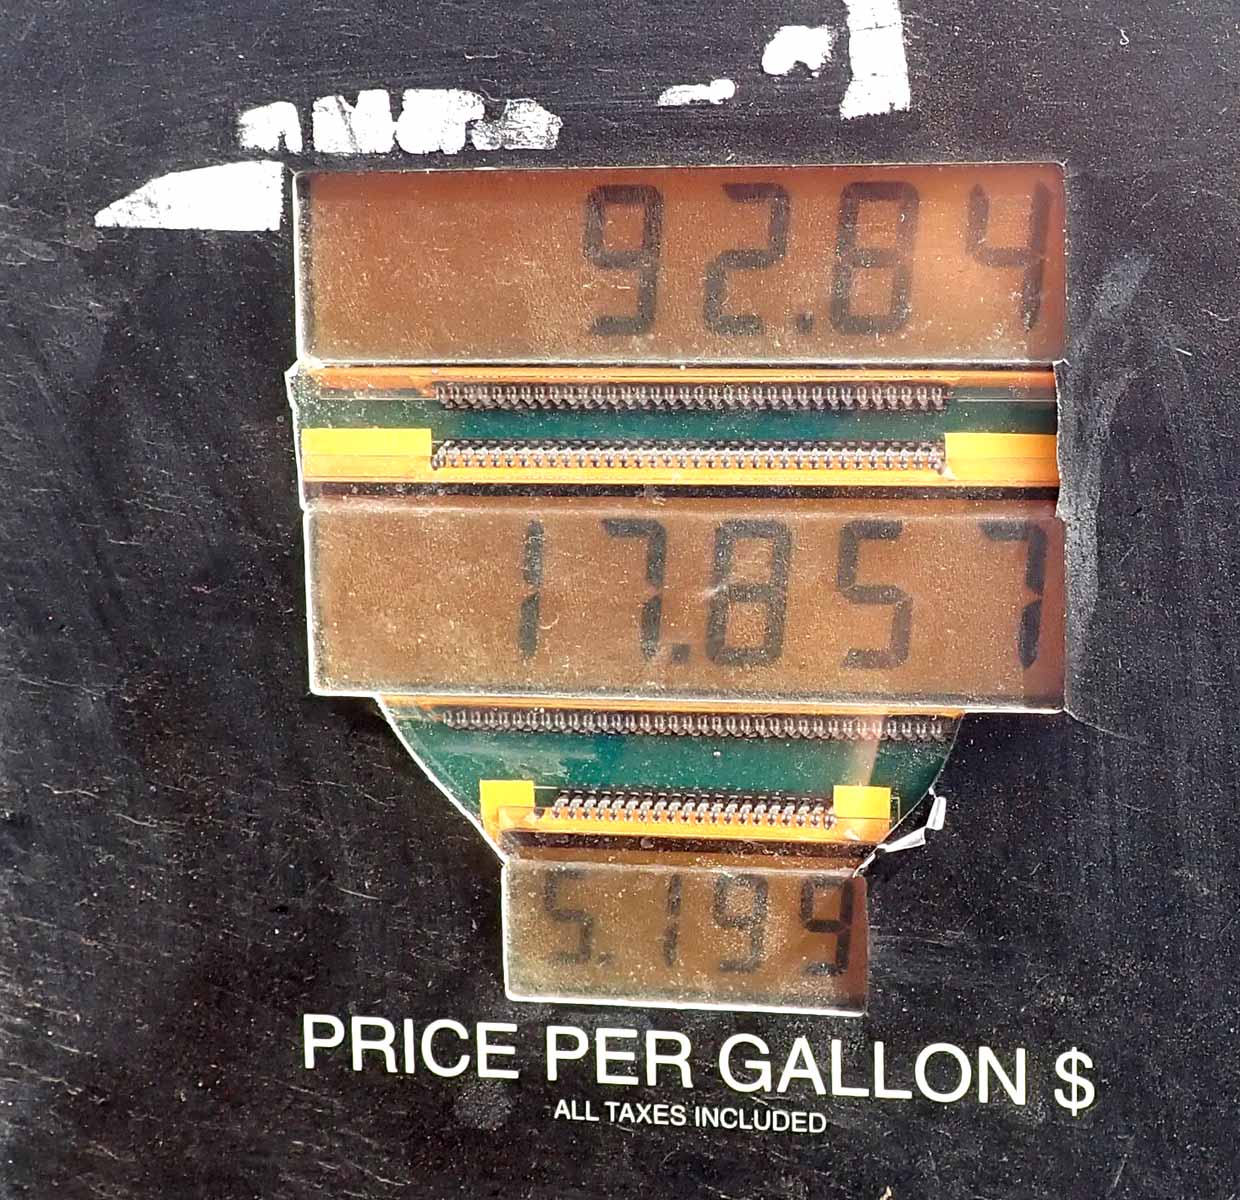 92.84
17.857
5.199
PRICE PER GALLON $
ALL TAXES INCLUDED